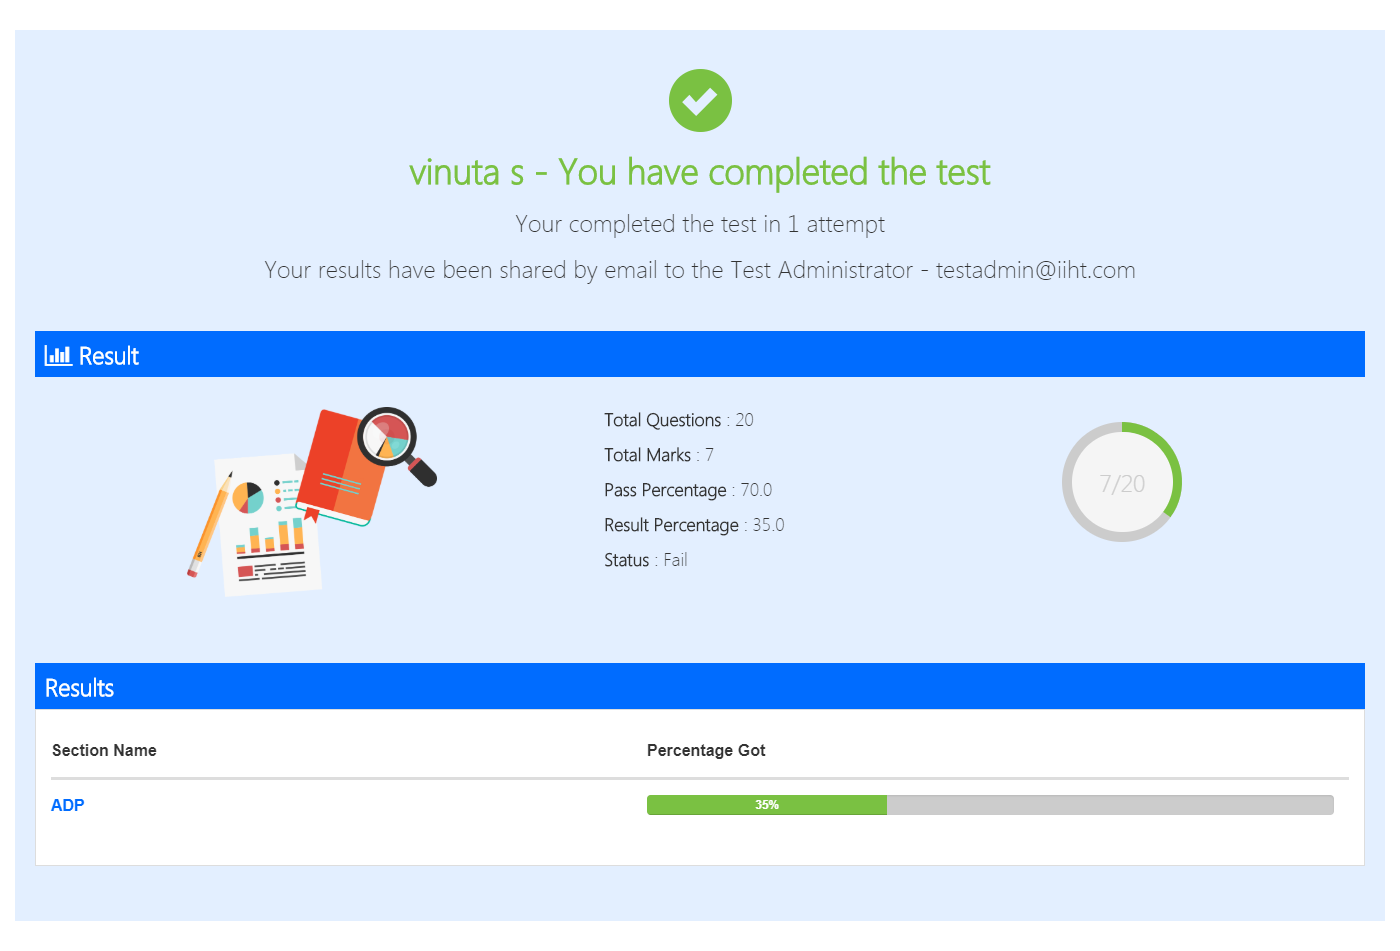 vinuta s - You have completed the test
Your completed the test in 1 attempt
Your results have been shared by email to the Test Administrator - testadmin@iiht.com
Result
Total Questions : 20
Total Marks : 7
Pass Percentage : 70.0
Result Percentage : 35.0
Status : Fail
7/20
Results
Section Name Percentage Got
ADP 35%